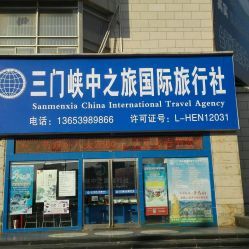 三门峡中之旅国际旅行社
Sanmenxia China International Travel Agency
电话：13653989866 许可证号：L-HEN12031